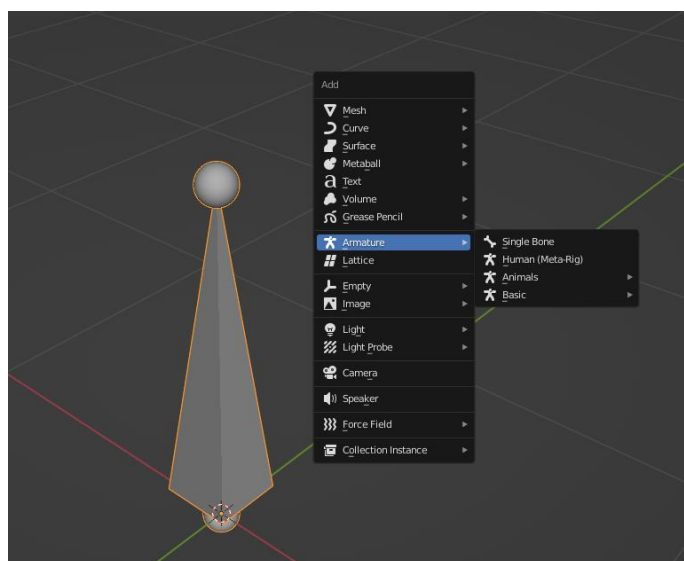 Add
Mesh
Curve
Surface
Metaball
Text
Volume
Grease Pencil
Armature
Lattice
Empty
Image
Light
Light Probe
Camera
Speaker
Force Field
Collection Instance
Single Bone
Human (Meta-Rig)
Animals
Basic